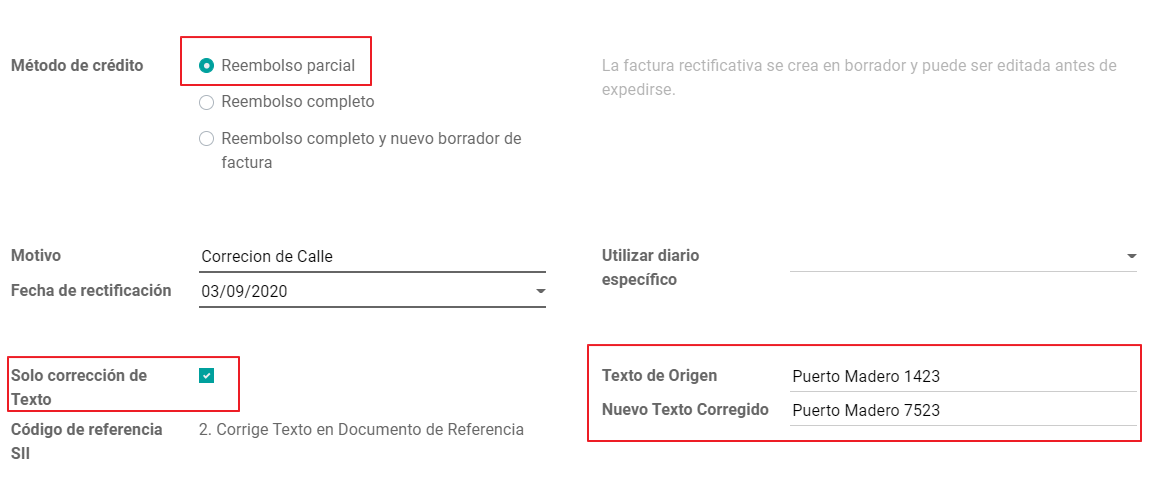 Método de crédito
Reembolso parcial
Reembolso completo
Reembolso completo y nuevo borrador de
factura
La factura rectificativa se crea en borrador y puede ser editada antes de
expedirse.
Motivo
Correcion de Calle
Fecha de rectificación
03/09/2020
Utilizar diario
específico
Solo corrección de
Texto
Código de referencia
SII
2. Corrige Texto en Documento de Referencia
Texto de Origen
Puerto Madero 1423
Nuevo Texto Corregido
Puerto Madero 7523